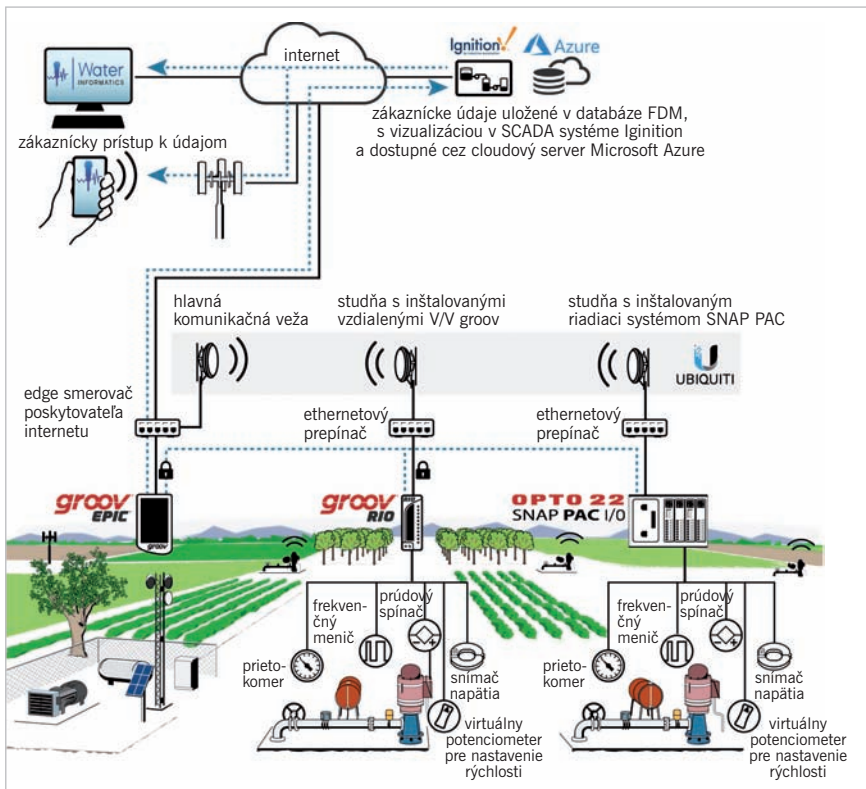 internet
Ignition!
Azure
Water
INFORMATICS
zákaznícky prístup k údajom
zákaznícke údaje uložené v databáze FDM,
s vizualizáciou v SCADA systéme Iginition
a dostupné cez cloudový server Microsoft Azure
hlavná
komunikačná veža
studňa s inštalovanými
vzdialenými V/V groov
studňa s inštalovaným
riadiaci systémom SNAP PAC
UBIQUITI
edge smerovač
poskytovateľa
internetu
ethernetový
prepínač
ethernetový
prepínač
groov
EPIC
groov
groov
RIO
OPTO 22
SNAP PAC I/O
prieto-
komer
frekven-
čný
menič
prúdový
spínač
snímač
napätia
virtuálny
potenciometer
pre nastavenie
rýchlosti
prieto-
komer
frekven-
čný
menič
prúdový
spínač
snímač
napätia
virtuálny
potenciometer
pre nastavenie
rýchlosti